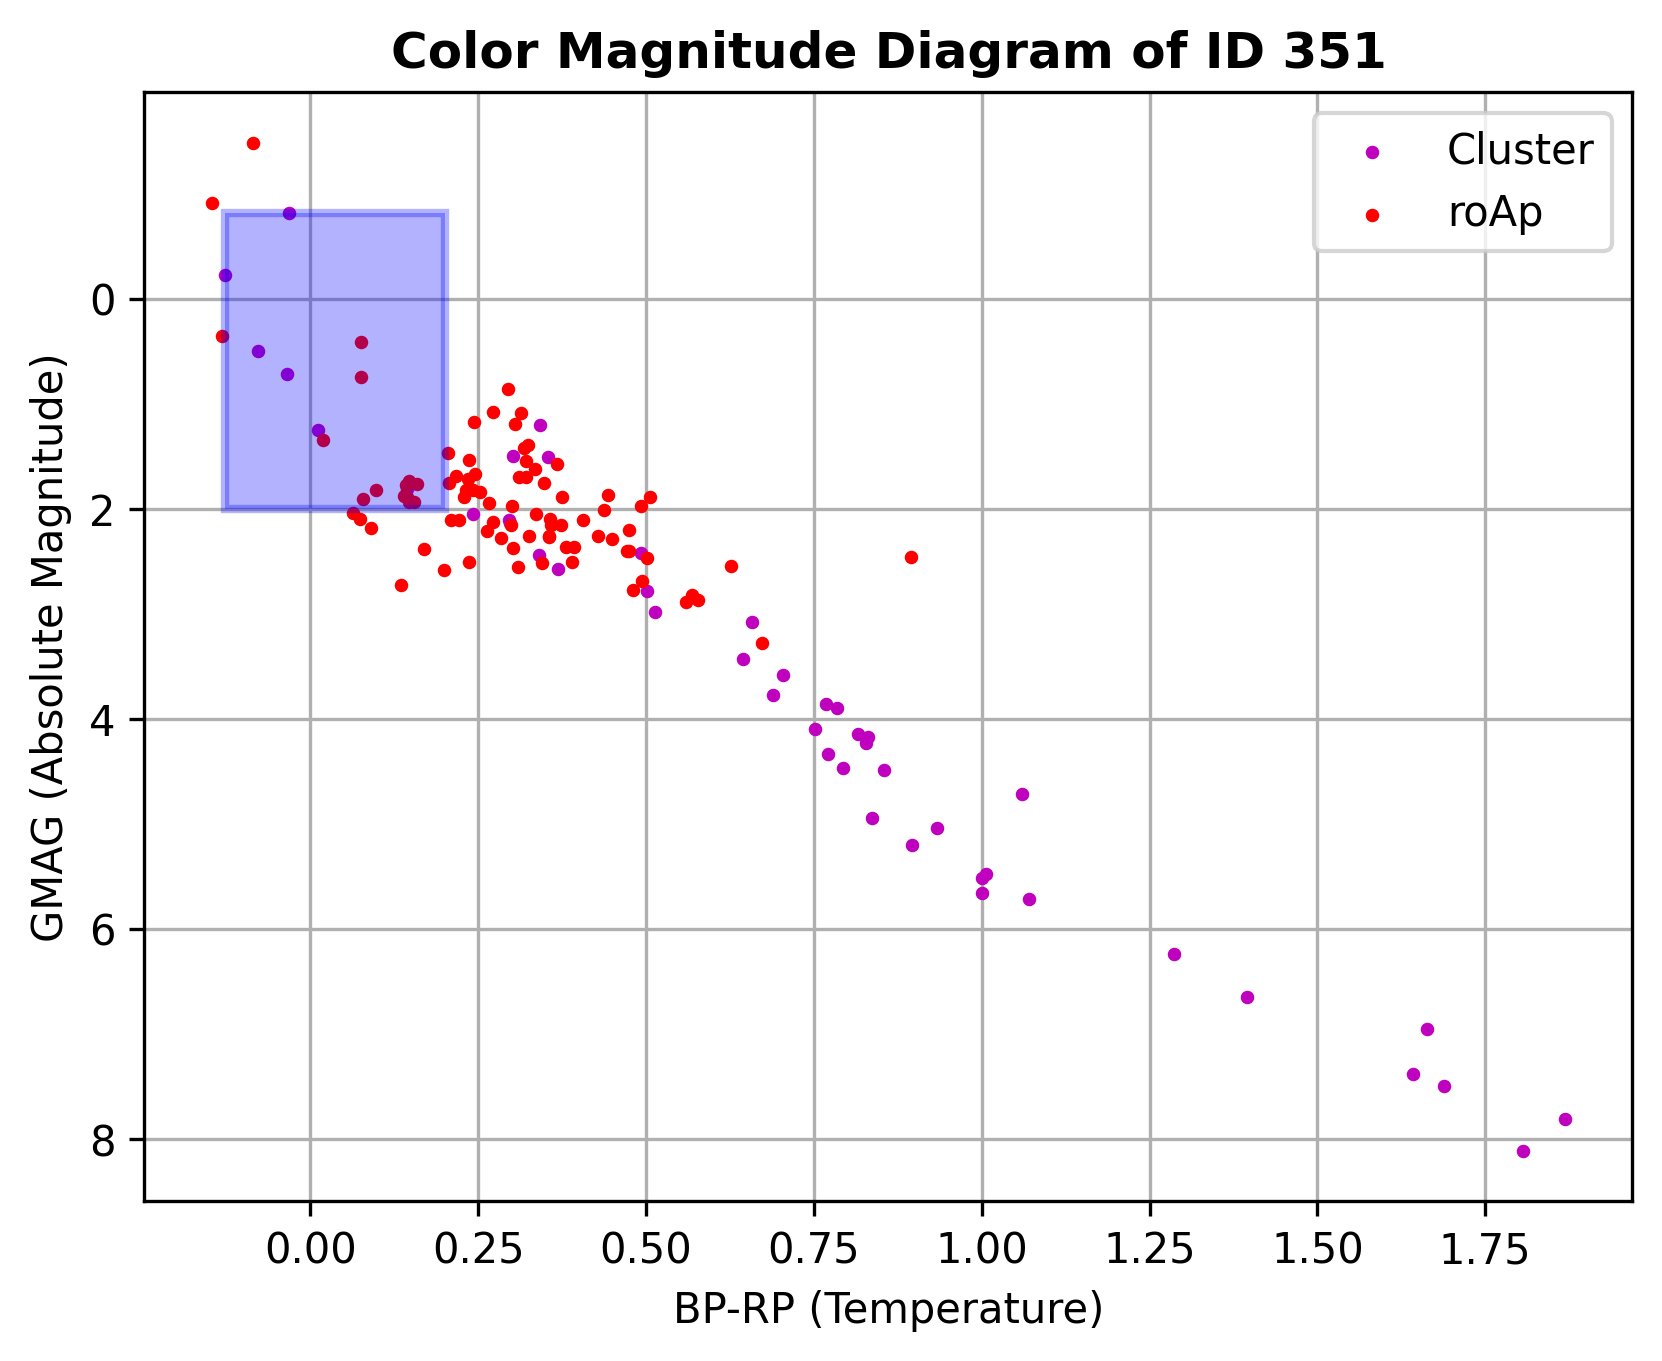 Color Magnitude Diagram of ID 351
Cluster
roAp
GMAG (Absolute Magnitude)
0
2
4
6
8
0.00 0.25 0.50 0.75 1.00 1.25 1.50 1.75
BP-RP (Temperature)